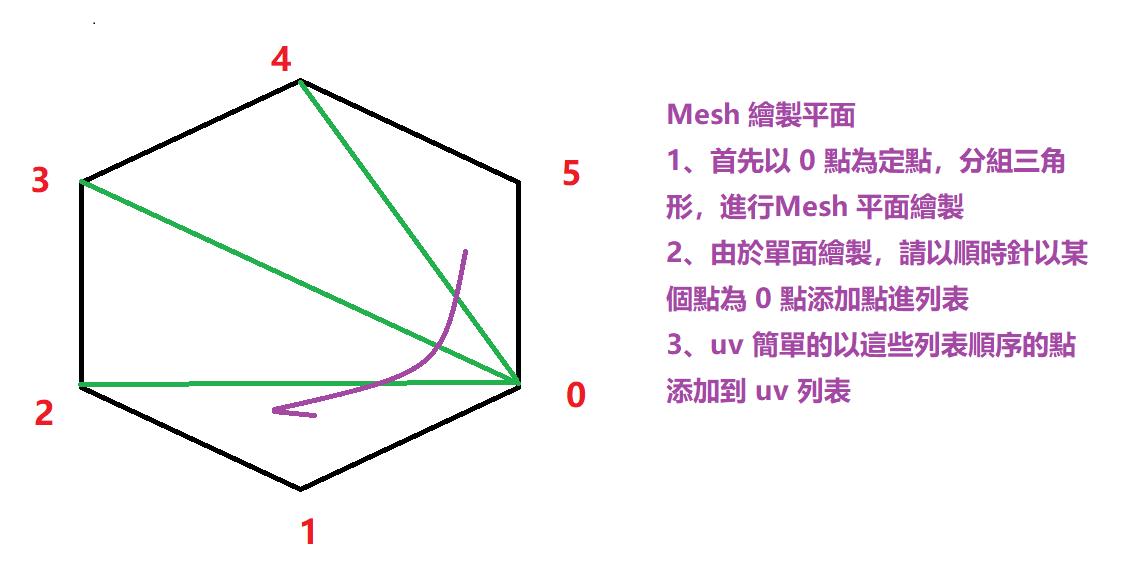 4
3
5
2
0
1
Mesh 繪製平面
1、首先以 0 點為定點，分組三角
形，進行Mesh 平面繪製
2、由於單面繪製，請以順時針以某
個點為 0 點添加點進列表
3、uv 簡單的以這些列表順序的點
添加到 uv 列表